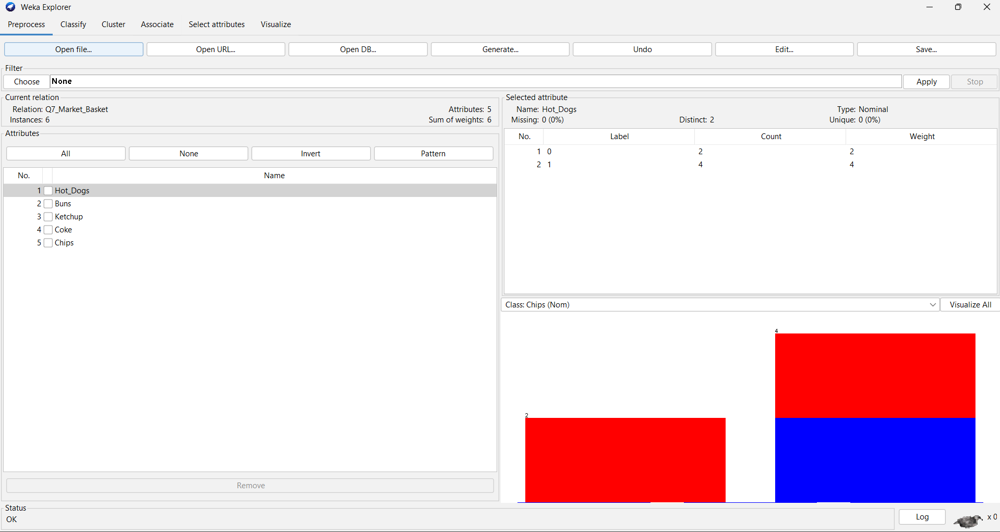 Weka Explorer
Preprocess Classify Cluster Associate Select attributes Visualize
Open file... Open URL... Open DB... Generate... Undo Edit... Save...
Filter
Choose None Apply Stop
Current relation
Relation: Q7_Market_Basket Attributes: 5
Instances: 6 Sum of weights: 6
Attributes
All None Invert Pattern
No. Name
1 Hot_Dogs
2 Buns
3 Ketchup
4 Coke
5 Chips
Remove
Selected attribute
Name: Hot_Dogs Type: Nominal
Missing: 0 (0%) Distinct: 2 Unique: 0 (0%)
No. Label Count Weight
1 0 2 2
2 1 4 4
Class: Chips (Nom) Visualize All
4
2
Status
OK
Log x 0